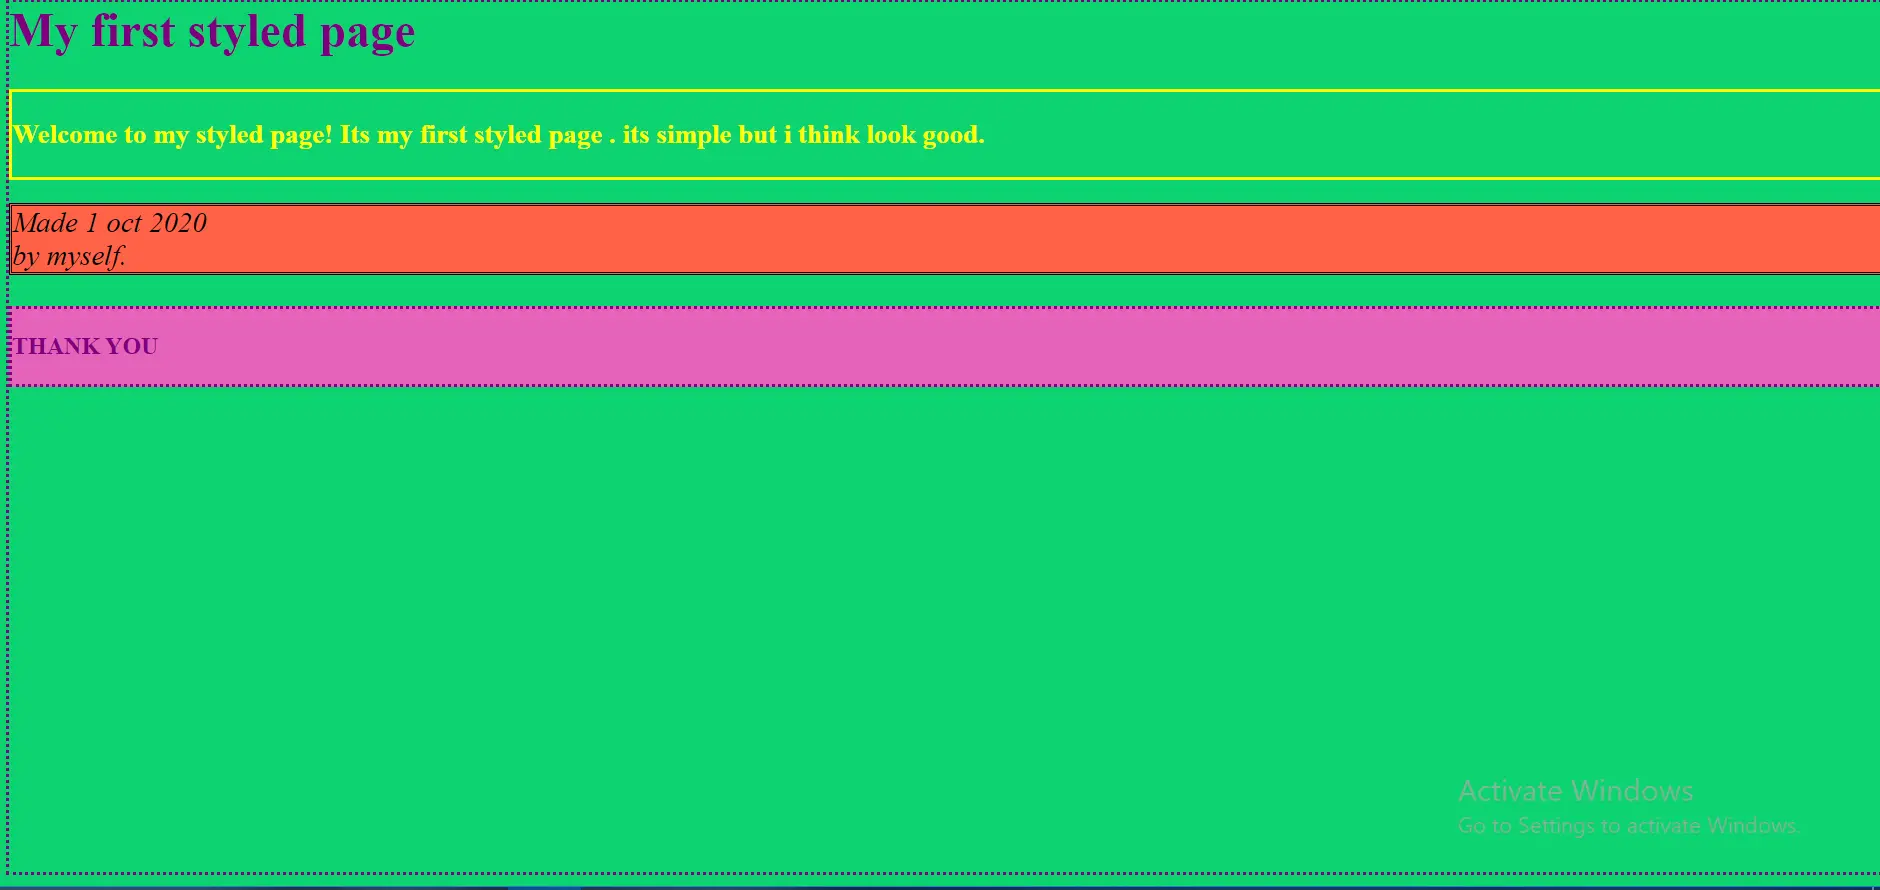 My first styled page
Welcome to my styled page! Its my first styled page . its simple but i think look good.
Made 1 oct 2020
by myself.
THANK YOU
Activate Windows
Go to Settings to activate Windows.